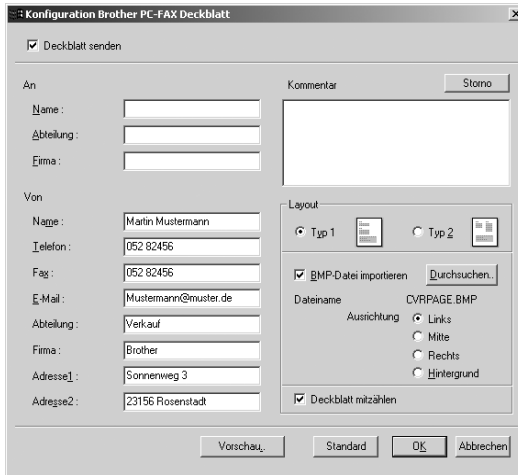 Konfiguration Brother PC-FAX Deckblatt
Deckblatt senden
An
Name :
Abteilung :
Firma :
Kommentar
Storno
Von
Name : Martin Mustermann
Telefon : 052 82456
Fax : 052 82456
E-Mail : Mustermann@muster.de
Abteilung : Verkauf
Firma : Brother
Adresse1 : Sonnenweg 3
Adresse2 : 23156 Rosenstadt
Layout
Typ 1
Typ 2
BMP-Datei importieren
Durchsuchen..
Dateiname CVRPAGE.BMP
Ausrichtung
Links
Mitte
Rechts
Hintergrund
Deckblatt mitzählen
Vorschau..
Standard
OK
Abbrechen